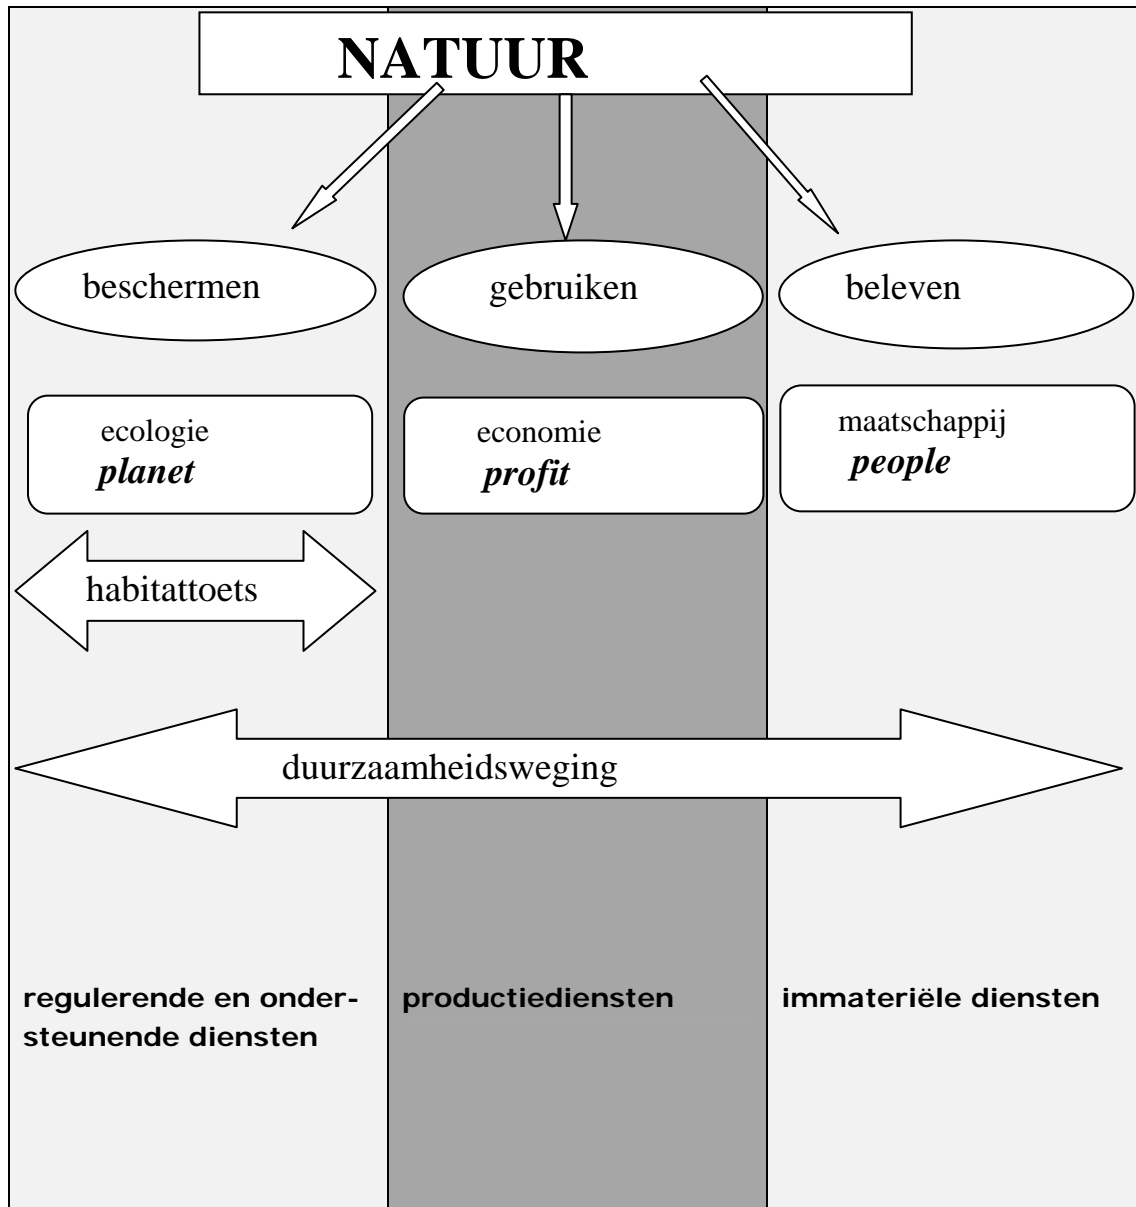 NATUUR
beschermen
gebruiken
beleven
ecologie
planet
economie
profit
maatschappij
people
habitattoets
duurzaamheidsweging
regulerende en onder-
steunende diensten
productiediensten
immateriële diensten